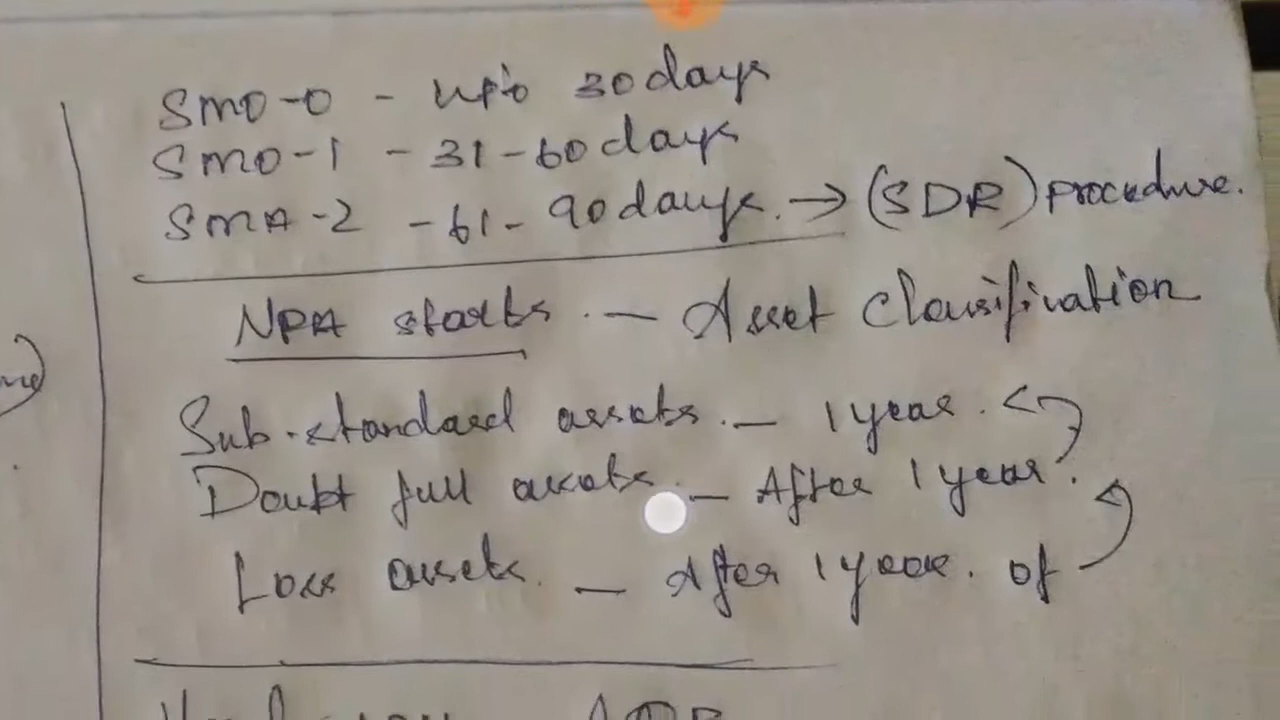 SMO-0 - upto 30 days
SMO-1 - 31-60 days
SMA-2 - 61-90 days. → (SDR) procedure.
NPA starts. - Asset Classification
Sub-standard assets. - 1 year. <
Doubt full assets. - After 1 year.
Loss assets. - After 1 year. of